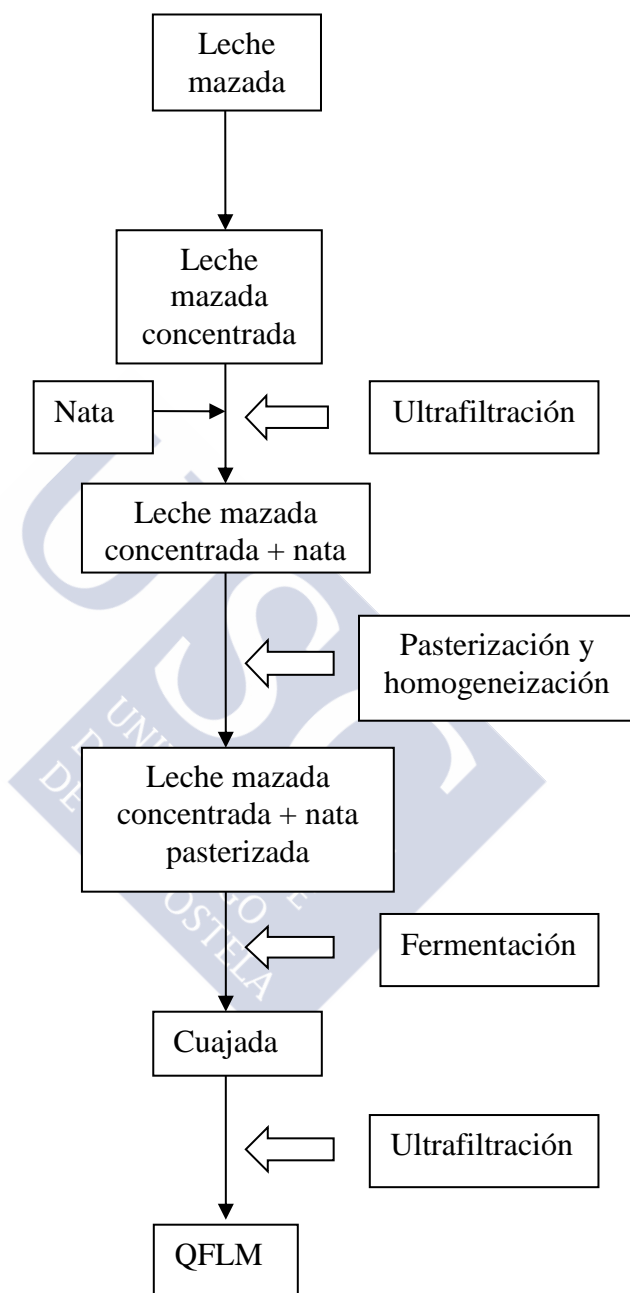 Leche
mazada
Leche
mazada
concentrada
Nata
Ultrafiltración
Leche mazada
concentrada + nata
Pasterización y
homogeneización
Leche mazada
concentrada + nata
pasterizada
Fermentación
Cuajada
Ultrafiltración
QFLM
USC